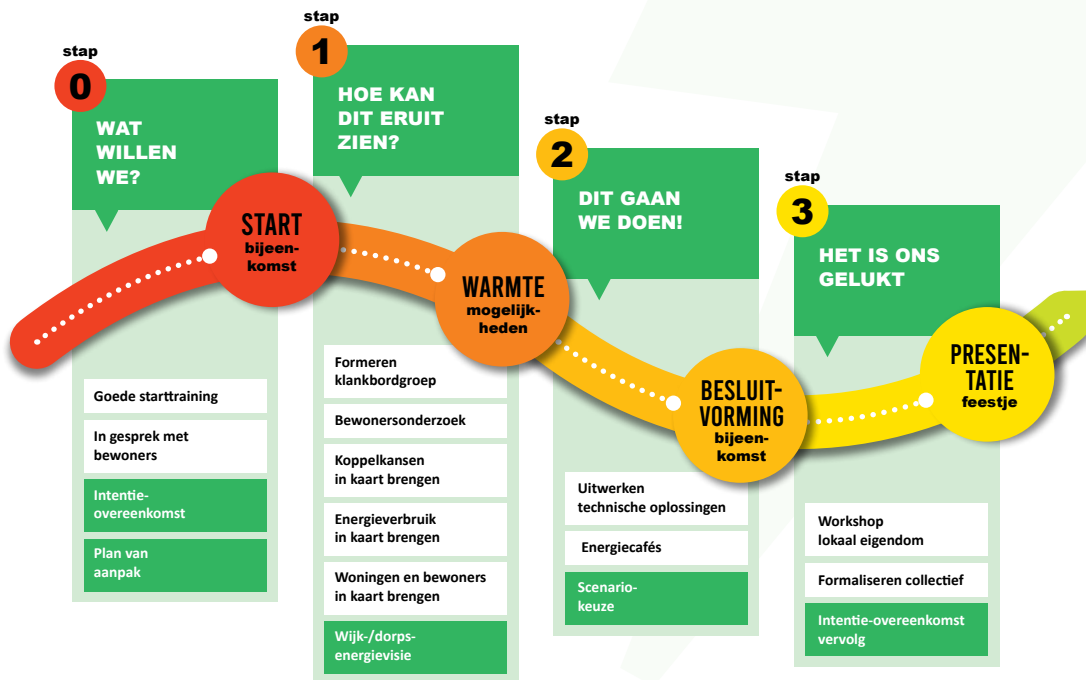 stap
0
WAT
WILLEN
WE?
START
bijeen-
komst
Goede starttraining
In gesprek met
bewoners
Intentie-
overeenkomst
Plan van
aanpak
stap
1
HOE KAN
DIT ERUIT
ZIEN?
WARMTE
mogelijk-
heden
Formeren
klankbordgroep
Bewonersonderzoek
Koppelkansen
in kaart brengen
Energieverbruik
in kaart brengen
Woningen en bewoners
in kaart brengen
Wijk-/dorps-
energievisie
stap
2
DIT GAAN
WE DOEN!
BESLUIT-
VORMING
bijeen-
komst
Uitwerken
technische oplossingen
Energiecafés
Scenario-
keuze
stap
3
HET IS ONS
GELUKT
PRESEN-
TATIE
feestje
Workshop
lokaal eigendom
Formaliseren collectief
Intentie-overeenkomst
vervolg